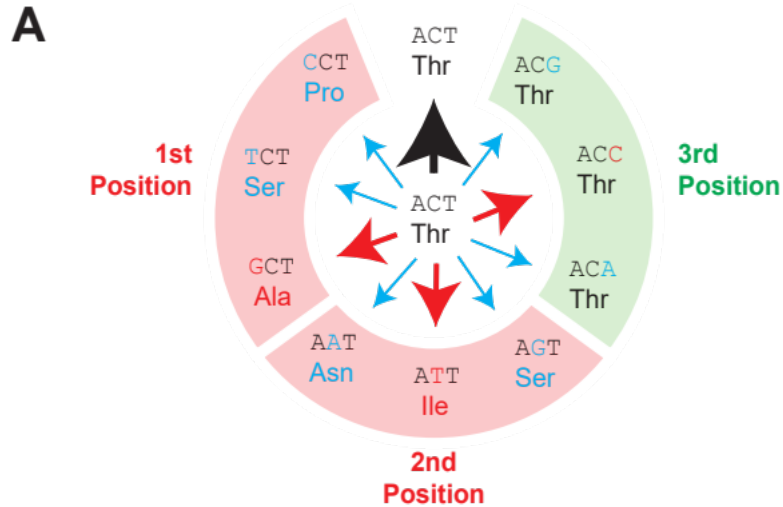 A
ACT
Thr
CCT
Pro
TCT
Ser
GCT
Ala
1st
Position
ACT
Thr
ACG
Thr
ACC
Thr
ACA
Thr
3rd
Position
AAT
Asn
ATT
Ile
AGT
Ser
2nd
Position